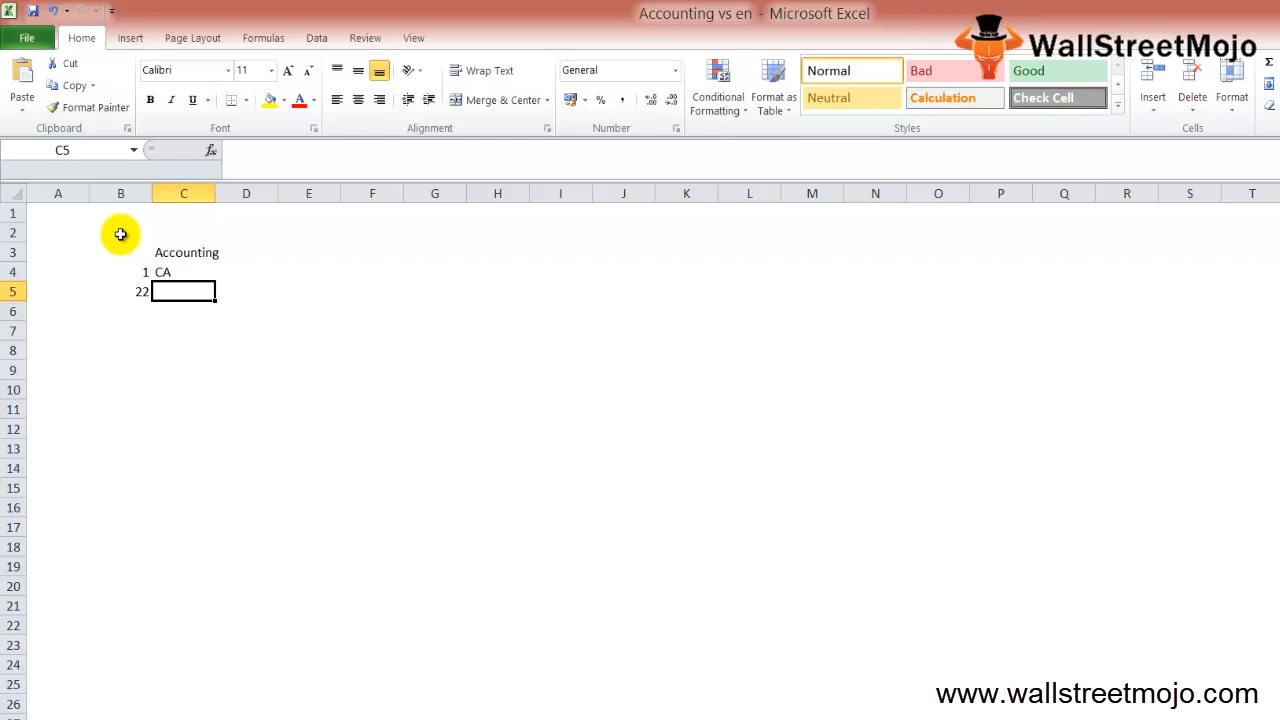 Accounting vs en - Microsoft Excel
WallStreetMojo
File Home Insert Page Layout Formulas Data Review View
Paste
Cut
Copy
Format Painter
Clipboard
Calibri 11
B I U A
Font
Wrap Text
Merge & Center
Alignment
General
% ,
Number
Conditional Formatting
Format as Table
Normal Bad Good
Neutral Calculation Check Cell
Styles
Insert Delete Format
Cells
Σ
C5 fx
A B C D E F G H I J K L M N O P Q R S T
1
2
3 Accounting
4 1 CA
5 22
6
7
8
9
10
11
12
13
14
15
16
17
18
19
20
21
22
23
24
25
26
www.wallstreetmojo.com